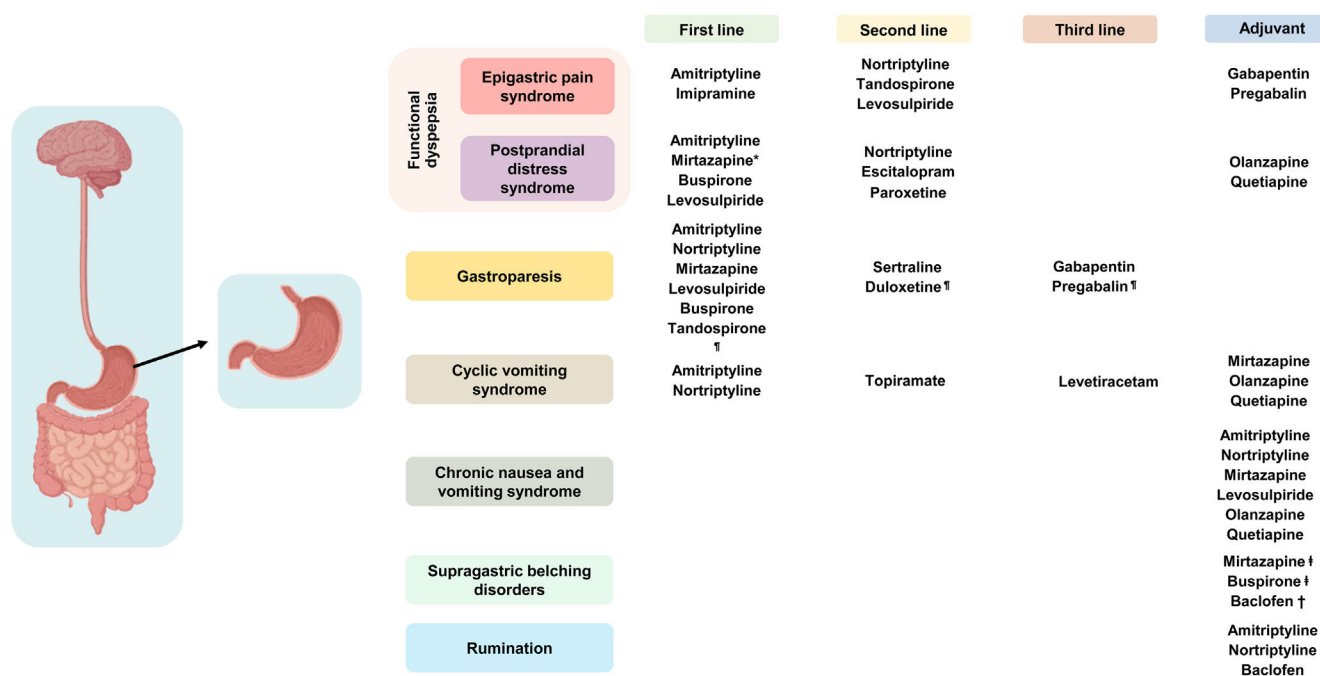 First line
Second line
Third line
Adjuvant
Functional
dyspepsia
Epigastric pain
syndrome
Amitriptyline
Imipramine
Nortriptyline
Tandospirone
Levosulpiride
Gabapentin
Pregabalin
Postprandial
distress
syndrome
Amitriptyline
Mirtazapine*
Buspirone
Levosulpiride
Nortriptyline
Escitalopram
Paroxetine
Olanzapine
Quetiapine
Gastroparesis
Amitriptyline
Nortriptyline
Mirtazapine
Levosulpiride
Buspirone
Tandospirone
¶
Sertraline
Duloxetine ¶
Gabapentin
Pregabalin ¶
Cyclic vomiting
syndrome
Amitriptyline
Nortriptyline
Topiramate
Levetiracetam
Mirtazapine
Olanzapine
Quetiapine
Chronic nausea and
vomiting syndrome
Amitriptyline
Nortriptyline
Mirtazapine
Levosulpiride
Olanzapine
Quetiapine
Supragastric belching
disorders
Mirtazapine ǂ
Buspirone ǂ
Baclofen †
Rumination
Amitriptyline
Nortriptyline
Baclofen